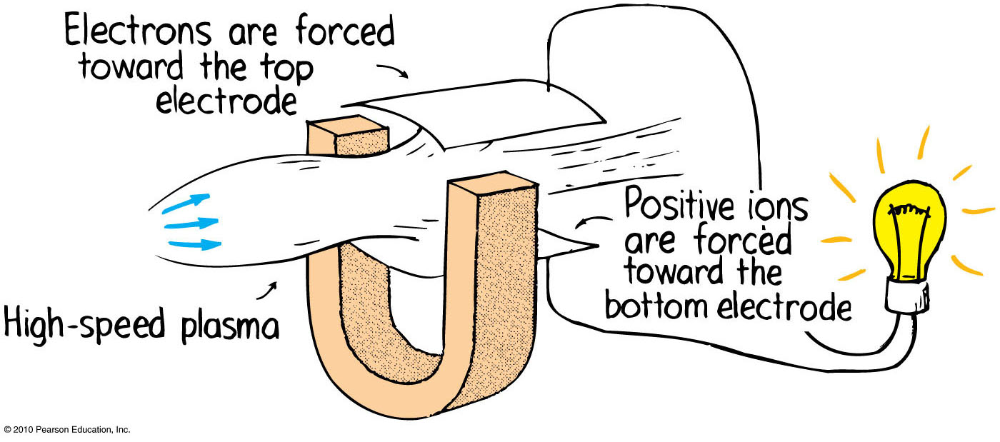 Electrons are forced
toward the top
electrode
Positive ions
are forced
toward the
bottom electrode
High-speed plasma
© 2010 Pearson Education, Inc.